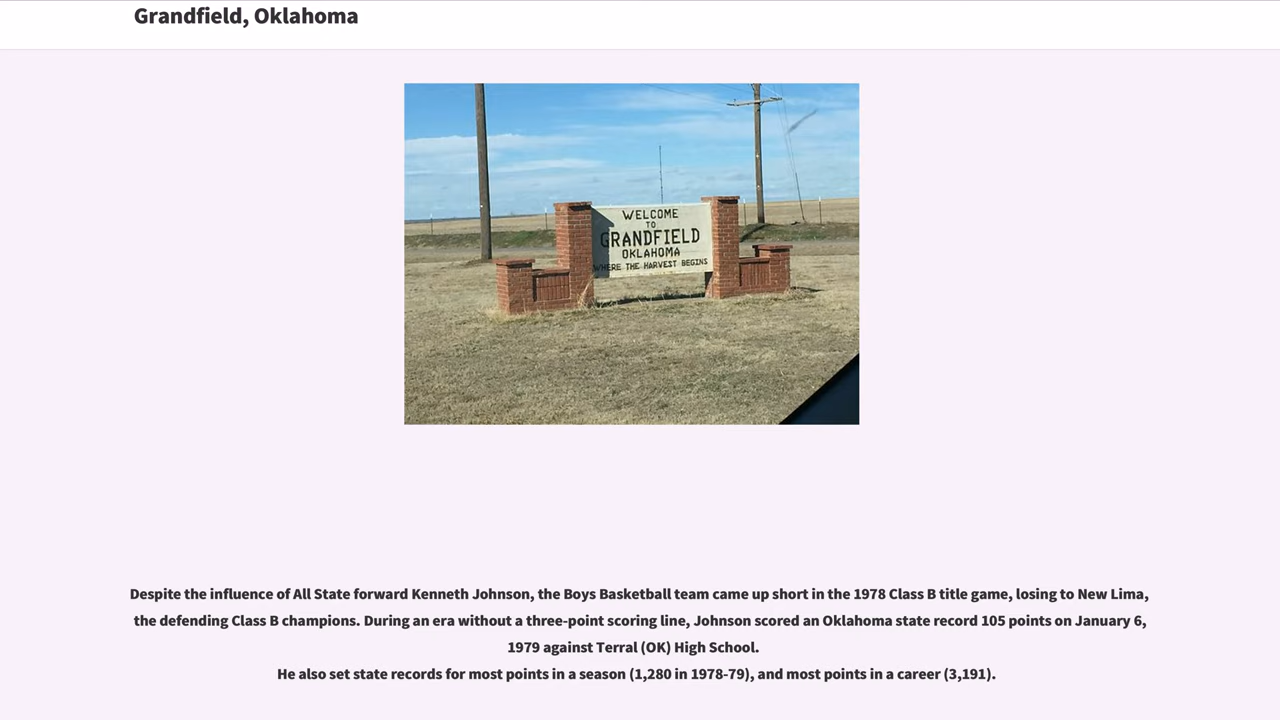 Grandfield, Oklahoma
WELCOME
TO
GRANDFIELD
OKLAHOMA
WHERE THE HARVEST BEGINS
Despite the influence of All State forward Kenneth Johnson, the Boys Basketball team came up short in the 1978 Class B title game, losing to New Lima,
the defending Class B champions. During an era without a three-point scoring line, Johnson scored an Oklahoma state record 105 points on January 6,
1979 against Terral (OK) High School.
He also set state records for most points in a season (1,280 in 1978-79), and most points in a career (3,191).